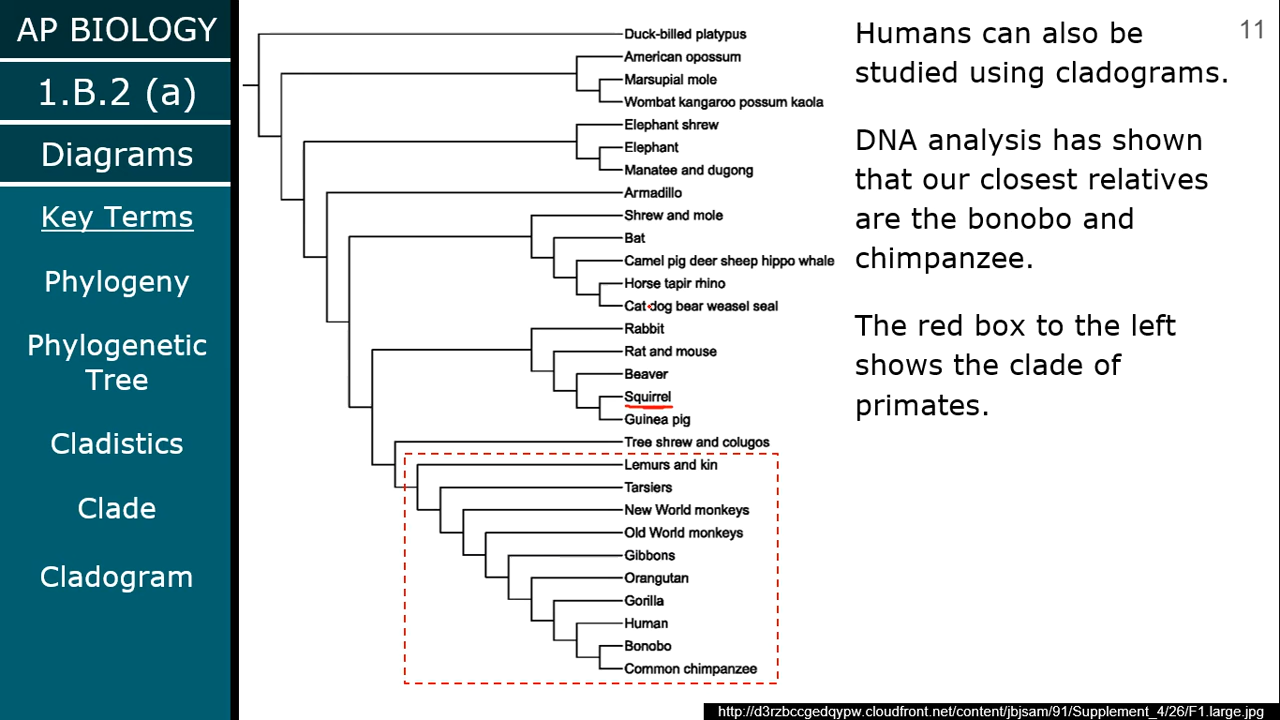 AP BIOLOGY
1.B.2 (a)
Diagrams
Key Terms
Phylogeny
Phylogenetic
Tree
Cladistics
Clade
Cladogram
Duck-billed platypus
American opossum
Marsupial mole
Wombat kangaroo possum kaola
Elephant shrew
Elephant
Manatee and dugong
Armadillo
Shrew and mole
Bat
Camel pig deer sheep hippo whale
Horse tapir rhino
Cat dog bear weasel seal
Rabbit
Rat and mouse
Beaver
Squirrel
Guinea pig
Tree shrew and colugos
Lemurs and kin
Tarsiers
New World monkeys
Old World monkeys
Gibbons
Orangutan
Gorilla
Human
Bonobo
Common chimpanzee
11
Humans can also be
studied using cladograms.
DNA analysis has shown
that our closest relatives
are the bonobo and
chimpanzee.
The red box to the left
shows the clade of
primates.
http://d3rzbccgedqypw.cloudfront.net/content/jbjsam/91/Supplement_4/26/F1.large.jpg